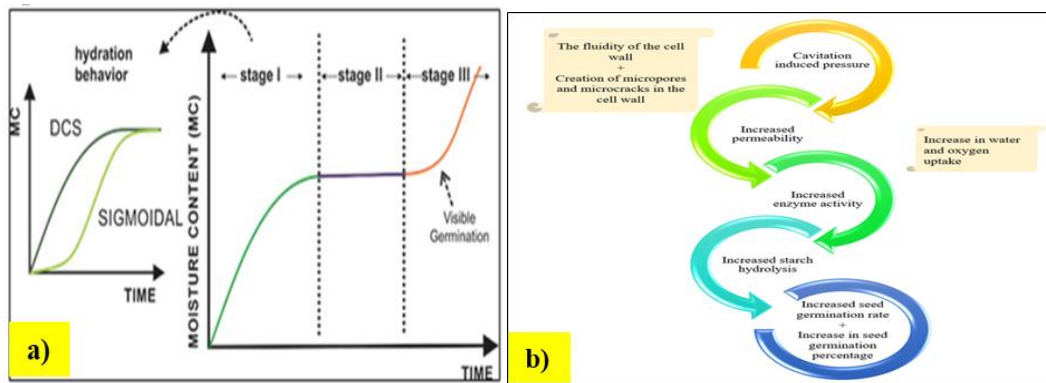 hydration
behavior
MC
DCS
SIGMOIDAL
TIME
MOISTURE CONTENT (MC)
stage I
stage II
stage III
Visible
Germination
TIME
a)
The fluidity of the cell
wall
+
Creation of micropores
and microcracks in the
cell wall
Cavitation
induced pressure
Increased
permeability
Increase in water
and oxygen
uptake
Increased
enzyme activity
Increased starch
hydrolysis
Increased seed
germination rate
+
Increase in seed
germination
percentage
b)